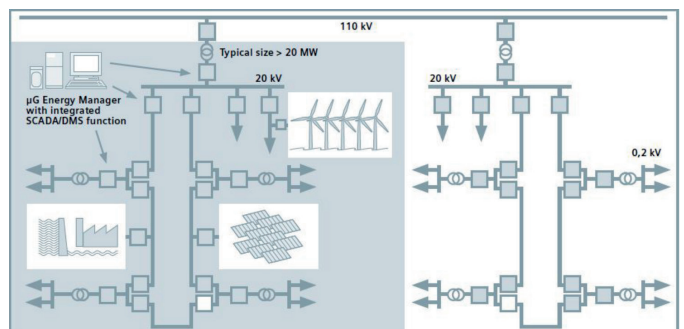 110 kV
Typical size > 20 MW
20 kV
20 kV
µG Energy Manager
with integrated
SCADA/DMS function
0,2 kV